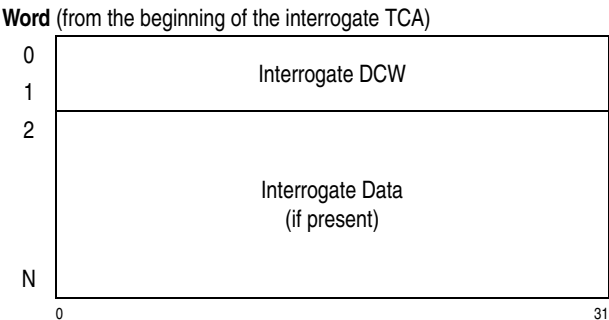 Word (from the beginning of the interrogate TCA)
0
Interrogate DCW
1
2
Interrogate Data
(if present)
N
0 31